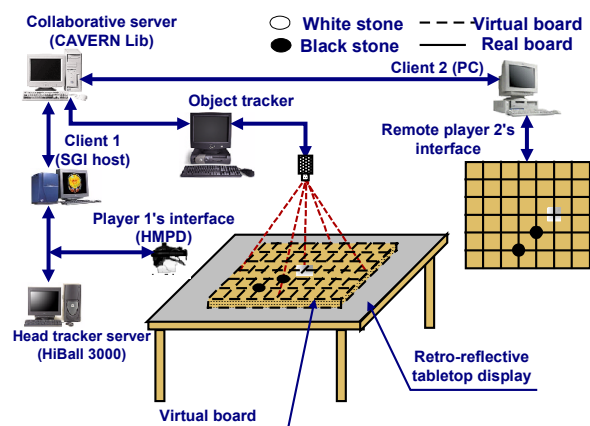 Collaborative server
(CAVERN Lib)
White stone
Virtual board
Black stone
Real board
Client 2 (PC)
Object tracker
Client 1
(SGI host)
Remote player 2's
interface
Player 1's interface
(HMPD)
Head tracker server
(HiBall 3000)
Retro-reflective
tabletop display
Virtual board